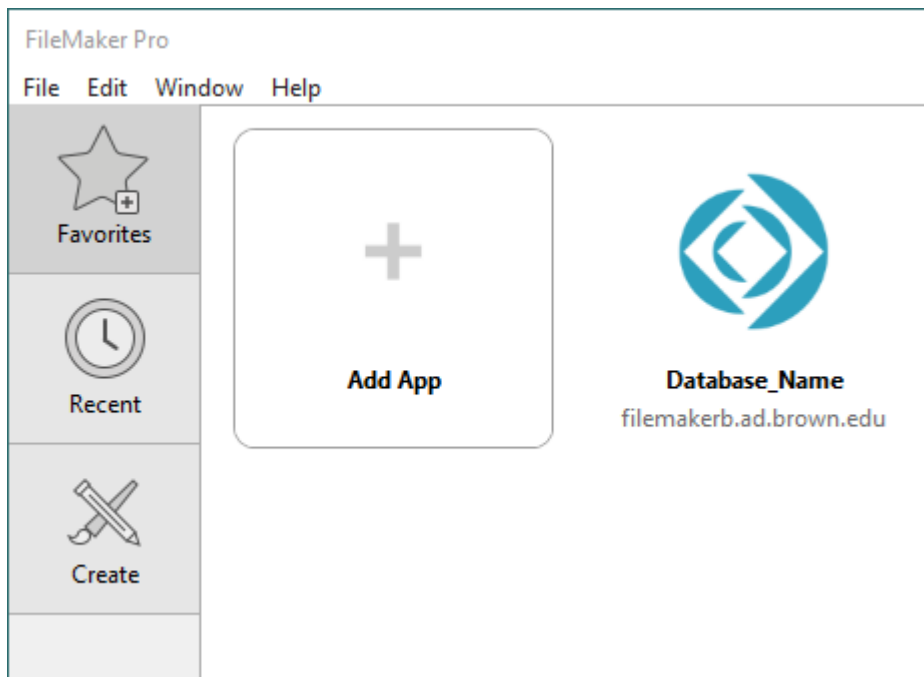 FileMaker Pro
File Edit Window Help
Favorites
Recent
Create
Add App
Database_Name
filemakerb.ad.brown.edu